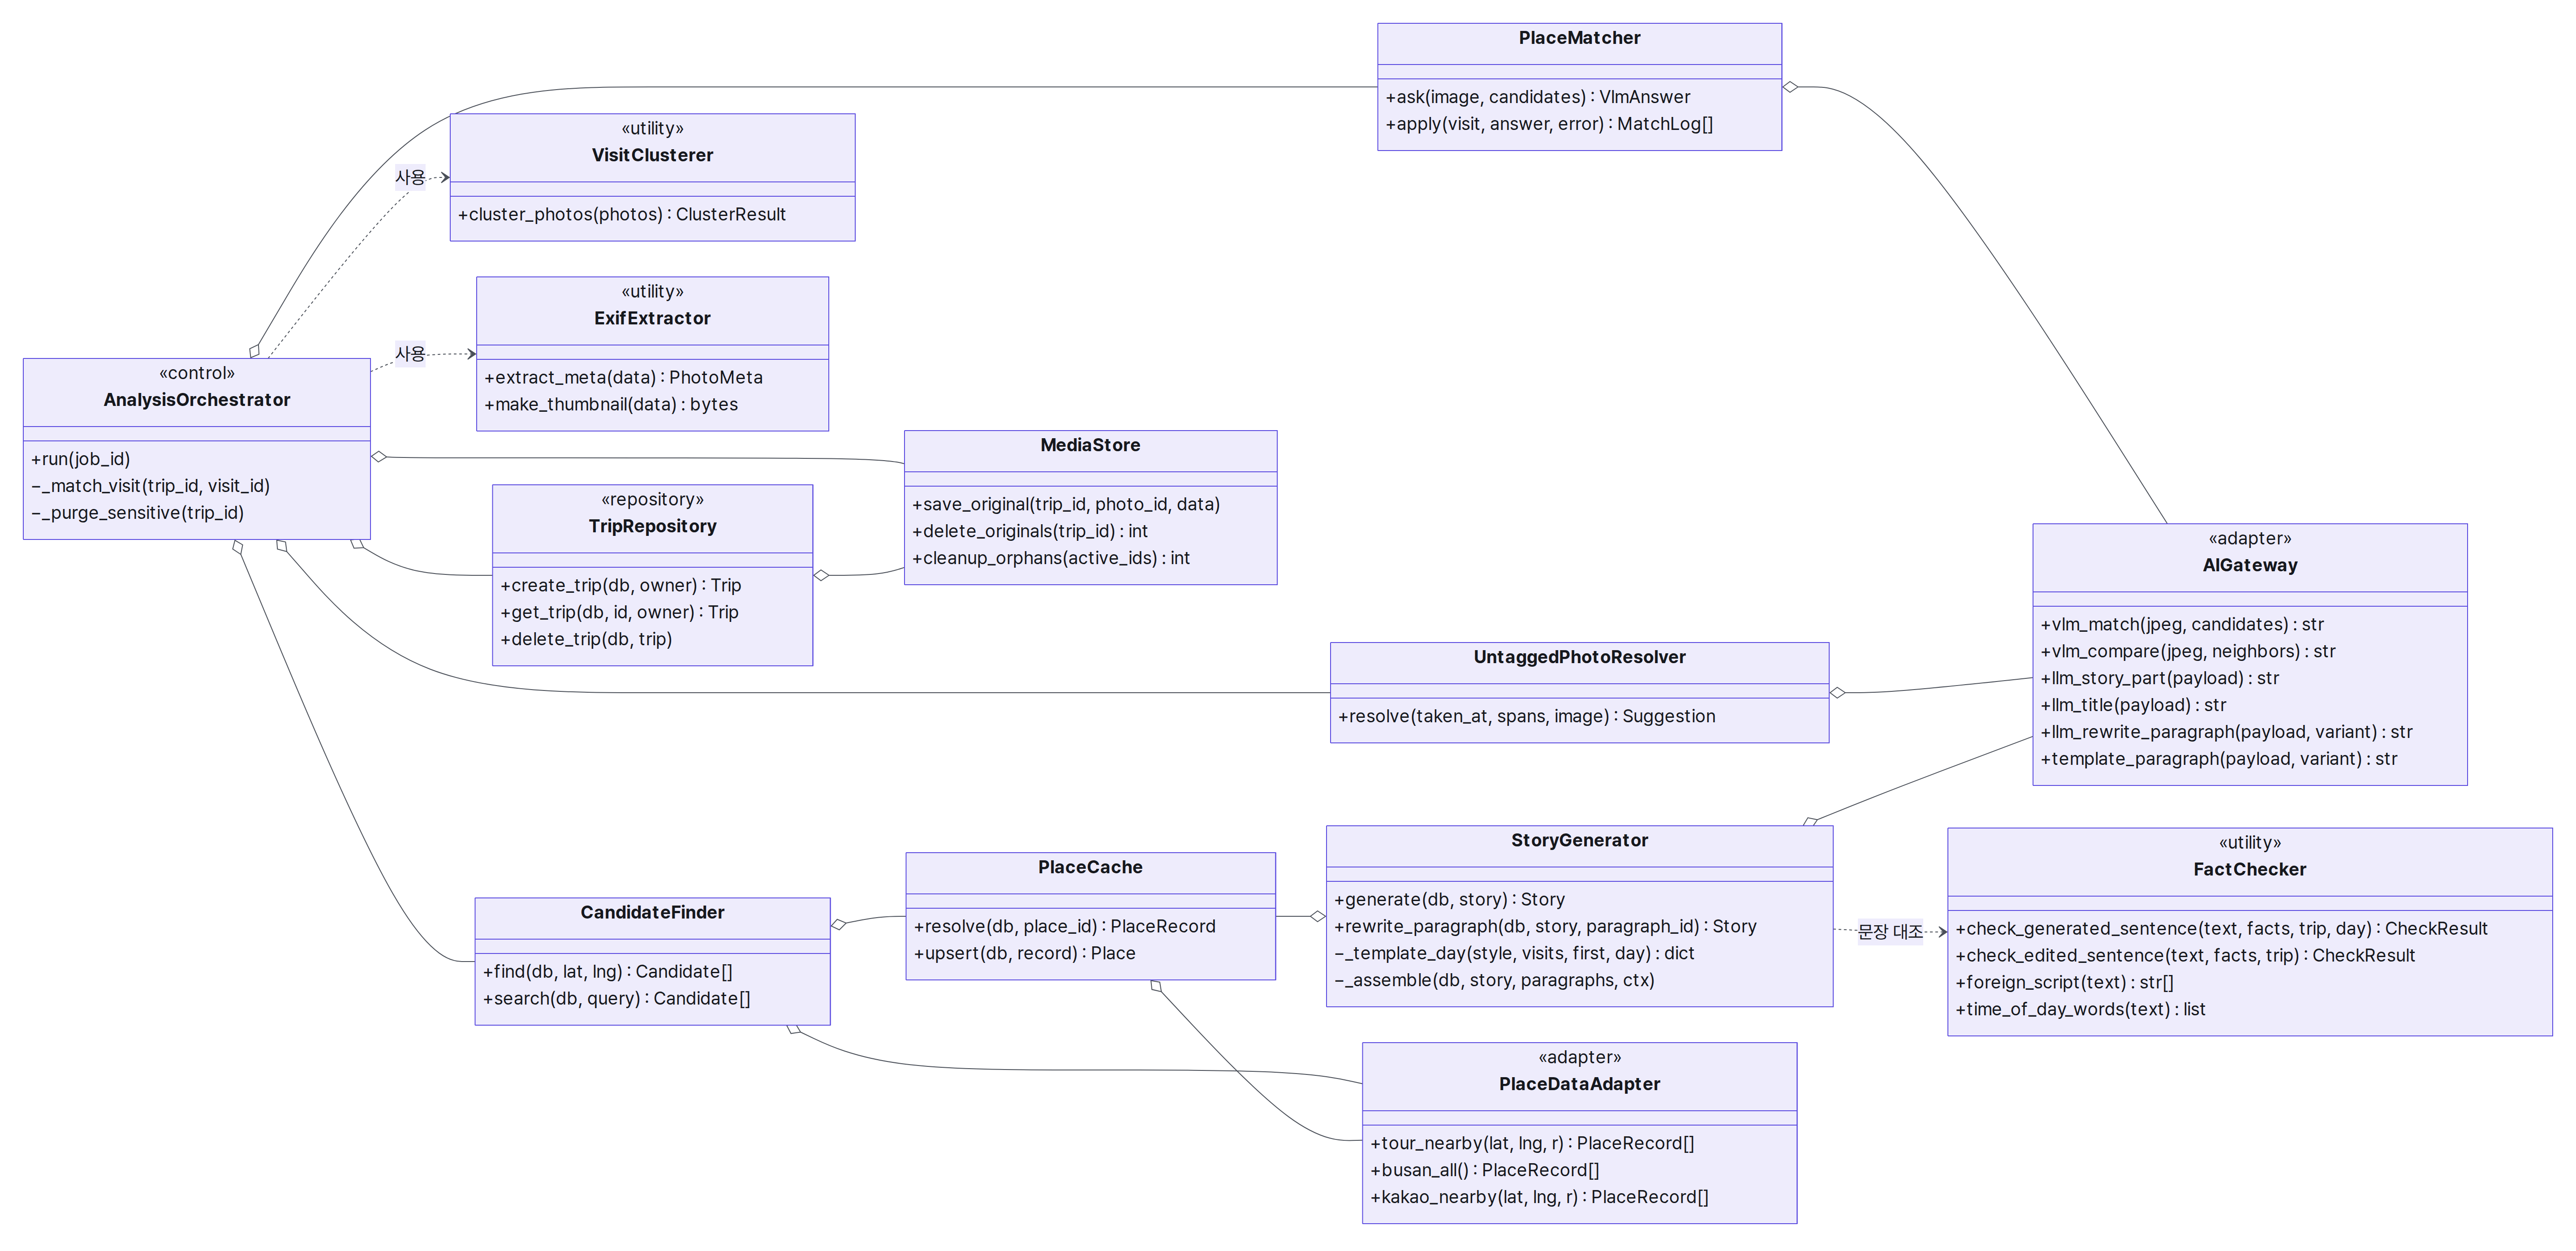 PlaceMatcher
+ask(image, candidates) : VlmAnswer
+apply(visit, answer, error) : MatchLog[]
«utility»
VisitClusterer
+cluster_photos(photos) : ClusterResult
사용
«utility»
ExifExtractor
+extract_meta(data) : PhotoMeta
+make_thumbnail(data) : bytes
사용
«control»
AnalysisOrchestrator
+run(job_id)
−_match_visit(trip_id, visit_id)
−_purge_sensitive(trip_id)
MediaStore
+save_original(trip_id, photo_id, data)
+delete_originals(trip_id) : int
+cleanup_orphans(active_ids) : int
«repository»
TripRepository
+create_trip(db, owner) : Trip
+get_trip(db, id, owner) : Trip
+delete_trip(db, trip)
«adapter»
AIGateway
+vlm_match(jpeg, candidates) : str
+vlm_compare(jpeg, neighbors) : str
+llm_story_part(payload) : str
+llm_title(payload) : str
+llm_rewrite_paragraph(payload, variant) : str
+template_paragraph(payload, variant) : str
UntaggedPhotoResolver
+resolve(taken_at, spans, image) : Suggestion
StoryGenerator
+generate(db, story) : Story
+rewrite_paragraph(db, story, paragraph_id) : Story
−_template_day(style, visits, first, day) : dict
−_assemble(db, story, paragraphs, ctx)
문장 대조
«utility»
FactChecker
+check_generated_sentence(text, facts, trip, day) : CheckResult
+check_edited_sentence(text, facts, trip) : CheckResult
+foreign_script(text) : str[]
+time_of_day_words(text) : list
PlaceCache
+resolve(db, place_id) : PlaceRecord
+upsert(db, record) : Place
CandidateFinder
+find(db, lat, lng) : Candidate[]
+search(db, query) : Candidate[]
«adapter»
PlaceDataAdapter
+tour_nearby(lat, lng, r) : PlaceRecord[]
+busan_all() : PlaceRecord[]
+kakao_nearby(lat, lng, r) : PlaceRecord[]